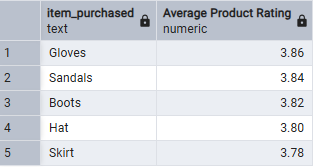 item_purchased Average Product Rating
text numeric
1 Gloves 3.86
2 Sandals 3.84
3 Boots 3.82
4 Hat 3.80
5 Skirt 3.78